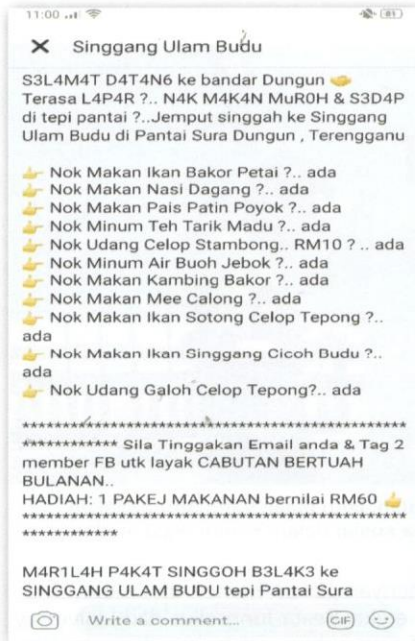 11:00
81
X Singgang Ulam Budu
S3L4M4T D4T4N6 ke bandar Dungun
Terasa L4P4R ?.. N4K M4K4N MuR0H & S3D4P
di tepi pantai ?..Jemput singgah ke Singgang
Ulam Budu di Pantai Sura Dungun , Terengganu
Nok Makan Ikan Bakor Petai ?.. ada
Nok Makan Nasi Dagang ?.. ada
Nok Makan Pais Patin Poyok ?.. ada
Nok Minum Teh Tarik Madu ?.. ada
Nok Udang Celop Stambong.. RM10 ? .. ada
Nok Minum Air Buoh Jebok ?.. ada
Nok Makan Kambing Bakor ?.. ada
Nok Makan Mee Calong ?.. ada
Nok Makan Ikan Sotong Celop Tepong ?..
ada
Nok Makan Ikan Singgang Cicoh Budu ?..
ada
Nok Udang Galoh Celop Tepong?.. ada
****************************************************
************ Sila Tinggakan Email anda & Tag 2
member FB utk layak CABUTAN BERTUAH
BULANAN..
HADIAH: 1 PAKEJ MAKANAN bernilai RM60
****************************************************
************
M4R1L4H P4K4T SINGGOH B3L4K3 ke
SINGGANG ULAM BUDU tepi Pantai Sura
Write a comment...
GIF